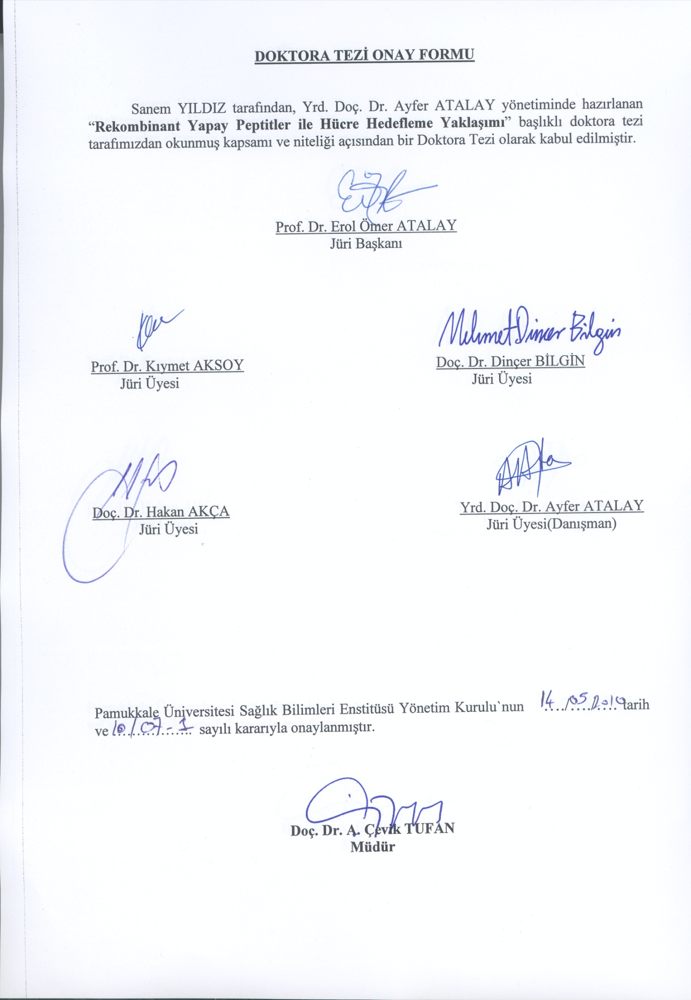 DOKTORA TEZİ ONAY FORMU
Sanem YILDIZ tarafından, Yrd. Doç. Dr. Ayfer ATALAY yönetiminde hazırlanan
“Rekombinant Yapay Peptitler ile Hücre Hedefleme Yaklaşımı” başlıklı doktora tezi
tarafımızdan okunmuş kapsamı ve niteliği açısından bir Doktora Tezi olarak kabul edilmiştir.
Prof. Dr. Erol Ömer ATALAY
Jüri Başkanı
Mehmet Dincer Bilgin
Prof. Dr. Kıymet AKSOY
Jüri Üyesi
Doç. Dr. Dinçer BİLGİN
Jüri Üyesi
Doç. Dr. Hakan AKÇA
Jüri Üyesi
Yrd. Doç. Dr. Ayfer ATALAY
Jüri Üyesi(Danışman)
Pamukkale Üniversitesi Sağlık Bilimleri Enstitüsü Yönetim Kurulu`nun 14/05/2010 tarih
ve 10/07-1 sayılı kararıyla onaylanmıştır.
Doç. Dr. A. Çevik TUFAN
Müdür